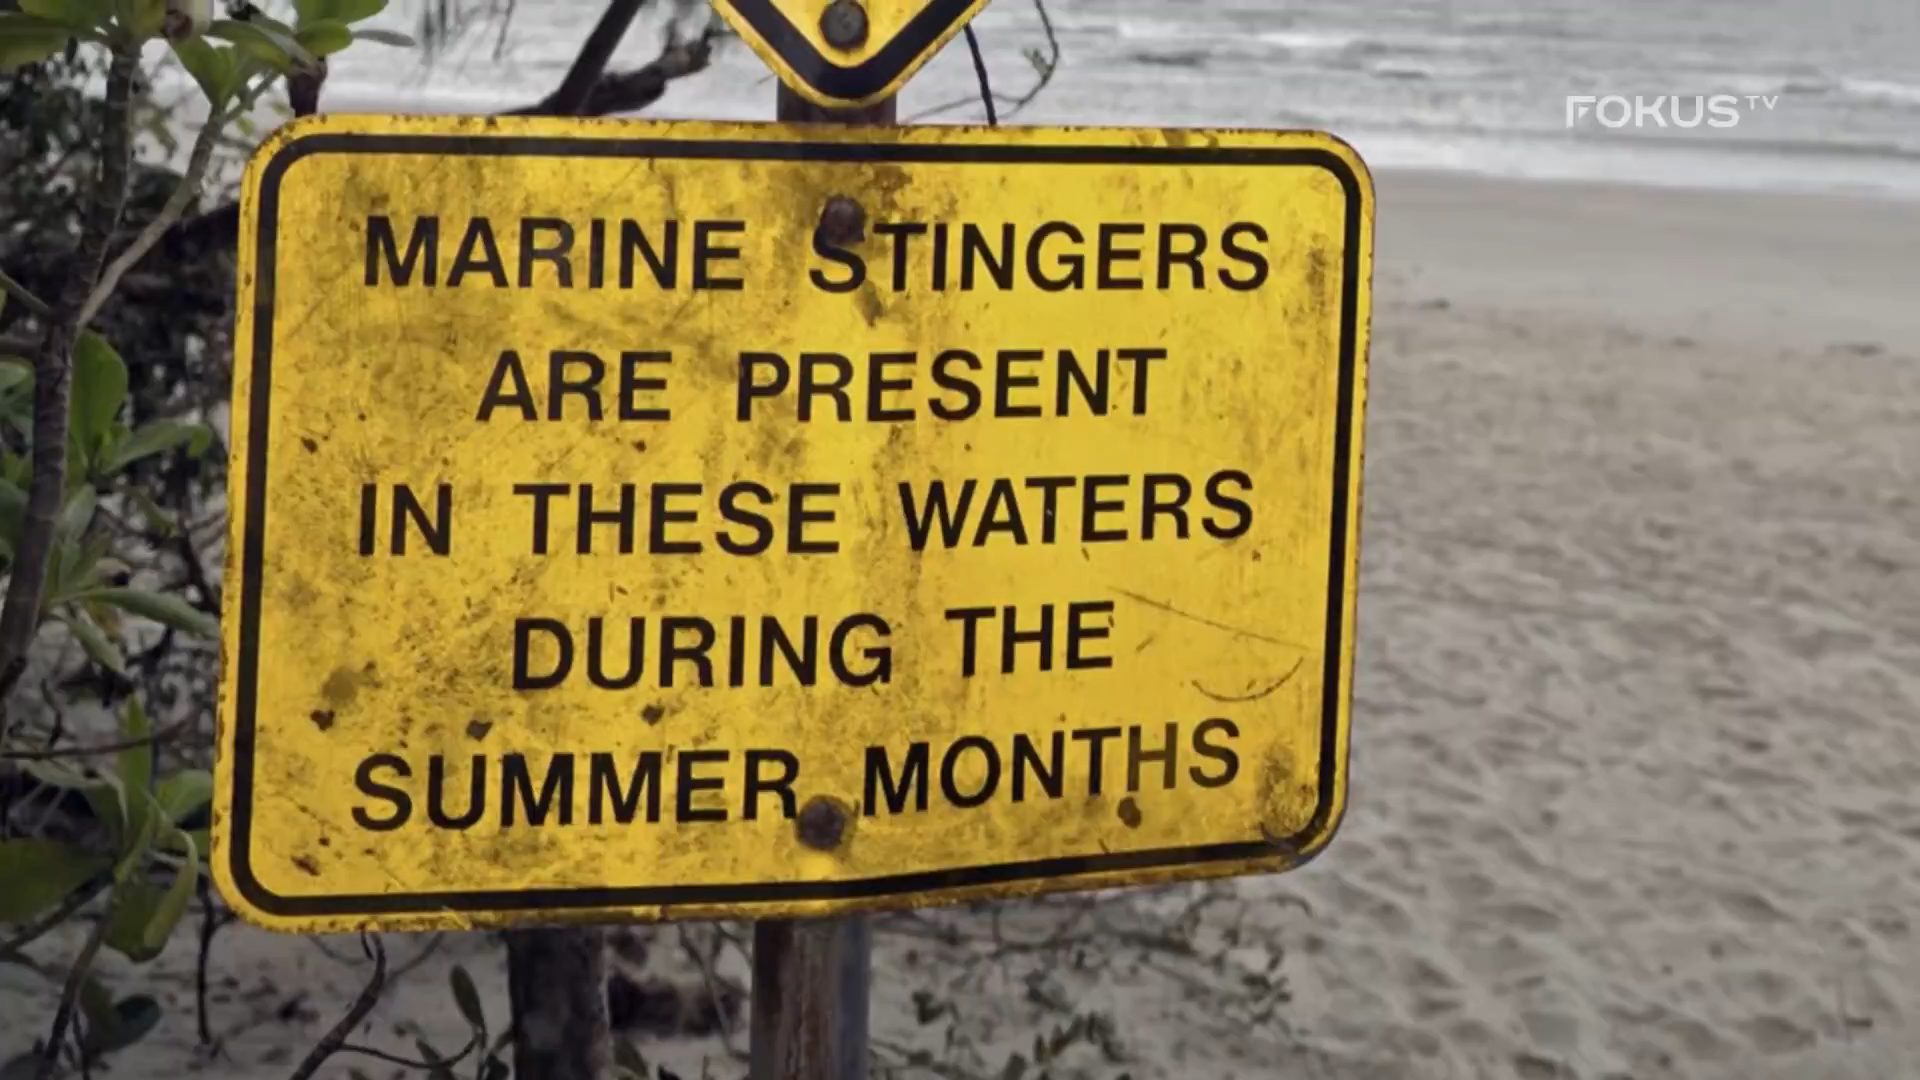 FOKUS TV
MARINE STINGERS
ARE PRESENT
IN THESE WATERS
DURING THE
SUMMER MONTHS